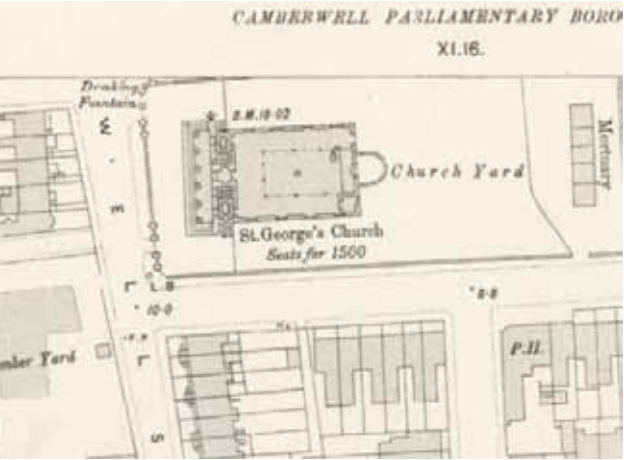 CAMBERWELL PARLIAMENTARY BORO
XI.16.
Drinking
Fountain
B.M.18·02
Church Yard
Mortuary
St. George's Church
Seats for 1500
W
E
L
L
S
L.B
10·0
8·8
P.H.
mber Yard